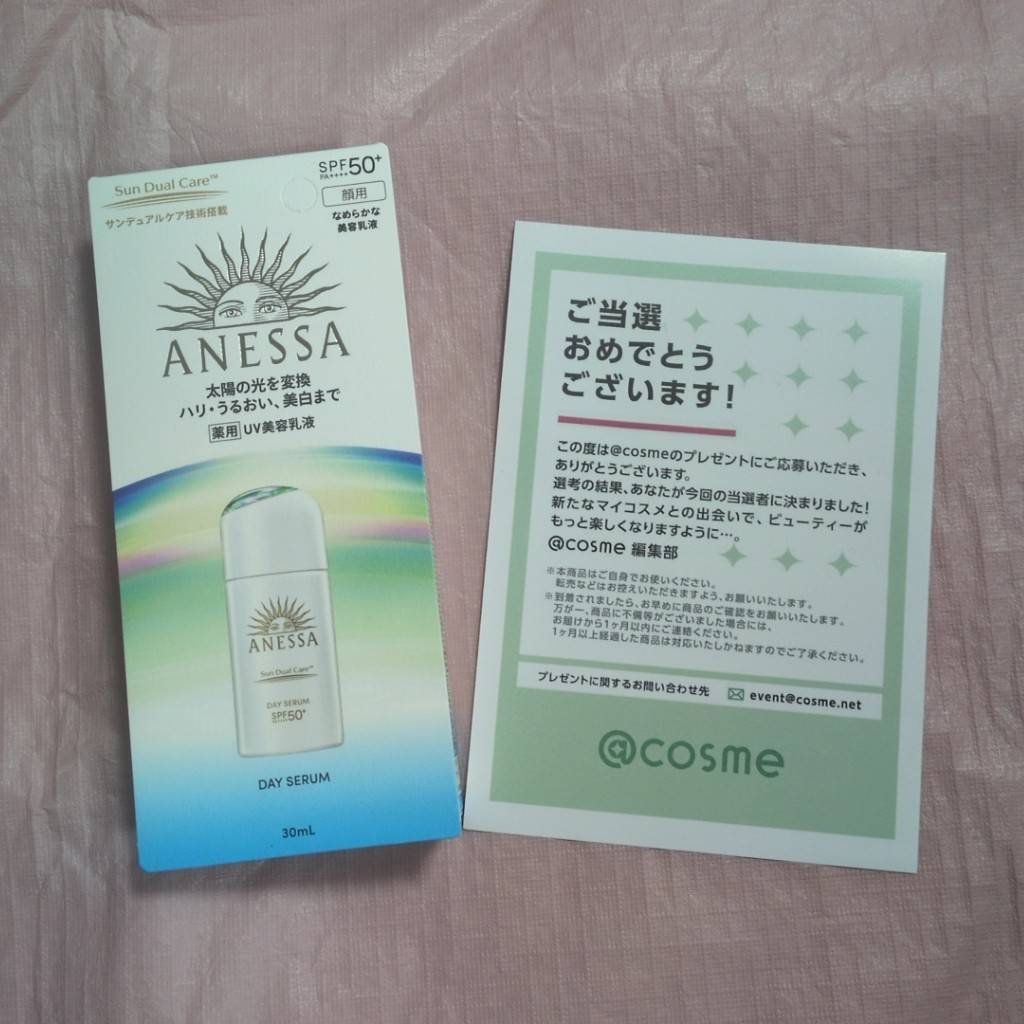 Sun Dual Care™
サンデュアルケア技術搭載
SPF50+
PA++++
顔用
なめらかな
美容乳液
ANESSA
太陽の光を変換
ハリ・うるおい、美白まで
薬用 UV美容乳液
ANESSA
Sun Dual Care™
DAY SERUM
SPF50+
DAY SERUM
30mL
ご当選
おめでとう
ございます!
この度は@cosmeのプレゼントにご応募いただき、
ありがとうございます。
選考の結果、あなたが今回の当選者に決まりました!
新たなマイコスメとの出会いで、ビューティーが
もっと楽しくなりますように…。
@cosme 編集部
※本商品はご自身でお使いください。
転売などはお控えいただきますよう、お願いいたします。
※到着されましたら、お早めに商品のご確認をお願いいたします。
万が一、商品に不備等がございました場合には、
お届けから1ヶ月以内にご連絡ください。
1ヶ月以上経過した商品は対応いたしかねますのでご了承ください。
プレゼントに関するお問い合わせ先 event@cosme.net
@cosme